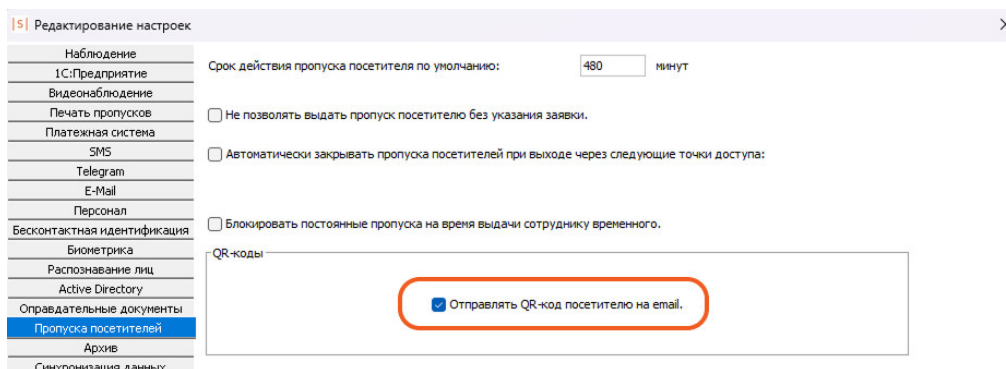 |S| Редактирование настроек
Наблюдение
1С:Предприятие
Видеонаблюдение
Печать пропусков
Платежная система
SMS
Telegram
E-Mail
Персонал
Бесконтактная идентификация
Биометрика
Распознавание лиц
Active Directory
Оправдательные документы
Пропуска посетителей
Архив
Синхронизация данных
Срок действия пропуска посетителя по умолчанию: 480 минут
Не позволять выдать пропуск посетителю без указания заявки.
Автоматически закрывать пропуска посетителей при выходе через следующие точки доступа:
Блокировать постоянные пропуска на время выдачи сотруднику временного.
QR-коды
Отправлять QR-код посетителю на email.